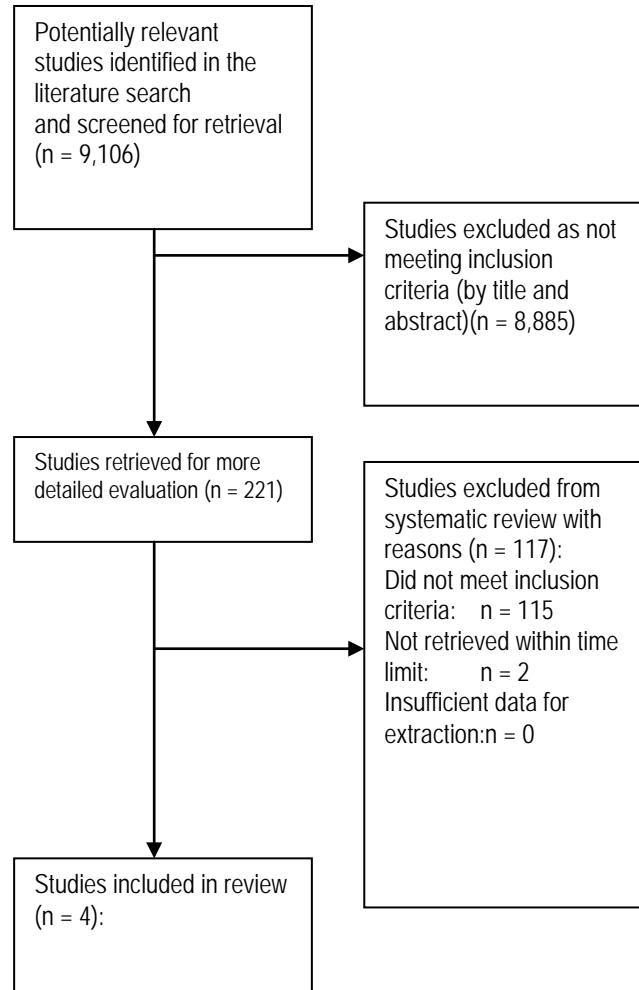 Potentially relevant
studies identified in the
literature search
and screened for retrieval
(n = 9,106)
Studies excluded as not
meeting inclusion
criteria (by title and
abstract)(n = 8,885)
Studies retrieved for more
detailed evaluation (n = 221)
Studies excluded from
systematic review with
reasons (n = 117):
Did not meet inclusion
criteria: n = 115
Not retrieved within time
limit: n = 2
Insufficient data for
extraction:n = 0
Studies included in review
(n = 4):